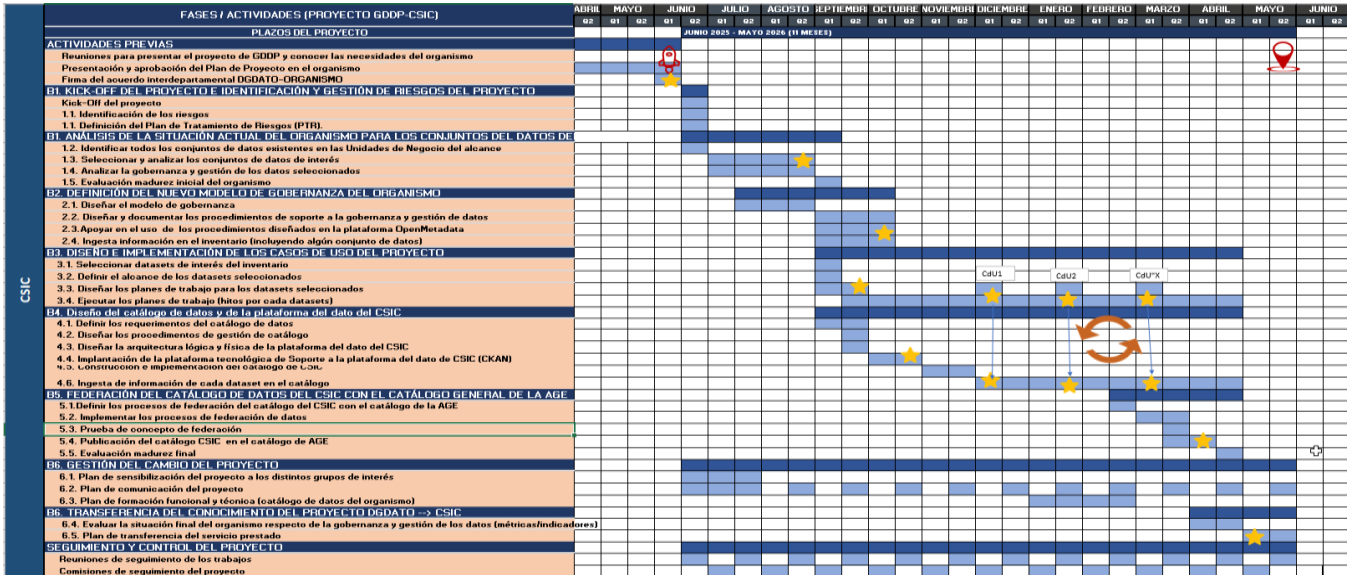 FASES / ACTIVIDADES (PROYECTO GDDP-CSIC)
ABRIL MAYO JUNIO JULIO AGOSTO SEPTIEMBRE OCTUBRE NOVIEMBRE DICIEMBRE ENERO FEBRERO MARZO ABRIL MAYO JUNIO
Q2 Q1 Q2 Q1 Q2 Q1 Q2 Q1 Q2 Q1 Q2 Q1 Q2 Q1 Q2 Q1 Q2 Q1 Q2 Q1 Q2 Q1 Q2 Q1 Q2 Q1 Q2 Q1 Q2
PLAZOS DEL PROYECTO
JUNIO 2025 - MAYO 2026 (11 MESES)
CSIC
ACTIVIDADES PREVIAS
Reuniones para presentar el proyecto de GDDP y conocer las necesidades del organismo
Presentación y aprobación del Plan de Proyecto en el organismo
Firma del acuerdo interdepartamental DGDATO-ORGANISMO
B1. KICK-OFF DEL PROYECTO E IDENTIFICACIÓN Y GESTIÓN DE RIESGOS DEL PROYECTO
Kick-Off del proyecto
1.1. Identificación de los riesgos
1.1. Definición del Plan de Tratamiento de Riesgos (PTR).
B1. ANÁLISIS DE LA SITUACIÓN ACTUAL DEL ORGANISMO PARA LOS CONJUNTOS DEL DATOS DE
1.2. Identificar todos los conjuntos de datos existentes en las Unidades de Negocio del alcance
1.3. Seleccionar y analizar los conjuntos de datos de interés
1.4. Analizar la gobernanza y gestión de los datos seleccionados
1.5. Evaluación madurez inicial del organismo
B2. DEFINICIÓN DEL NUEVO MODELO DE GOBERNANZA DEL ORGANISMO
2.1. Diseñar el modelo de gobernanza
2.2. Diseñar y documentar los procedimientos de soporte a la gobernanza y gestión de datos
2.3.Apoyar en el uso de los procedimientos diseñados en la plataforma OpenMetadata
2.4. Ingesta información en el inventario (incluyendo algún conjunto de datos)
B3. DISEÑO E IMPLEMENTACIÓN DE LOS CASOS DE USO DEL PROYECTO
3.1. Seleccionar datasets de interés del inventario
3.2. Definir el alcance de los datasets seleccionados
CdU1 CdU2 CdU"X
3.3. Diseñar los planes de trabajo para los datasets seleccionados
3.4. Ejecutar los planes de trabajo (hitos por cada datasets)
B4. Diseño del catálogo de datos y de la plataforma del dato del CSIC
4.1. Definir los requerimientos del catálogo de datos
4.2. Diseñar los procedimientos de gestión de catálogo
4.3. Diseñar la arquitectura lógica y física de la plataforma del dato del CSIC
4.4. Implantación de la plataforma tecnológica de Soporte a la plataforma del dato de CSIC (CKAN)
4.5. Construcción e implementación del catálogo de CSIC
4.6. Ingesta de información de cada dataset en el catálogo
B5. FEDERACIÓN DEL CATÁLOGO DE DATOS DEL CSIC CON EL CATÁLOGO GENERAL DE LA AGE
5.1.Definir los procesos de federación del catálogo del CSIC con el catálogo de la AGE
5.2. Implementar los procesos de federación de datos
5.3. Prueba de concepto de federación
5.4. Publicación del catálogo CSIC en el catálogo de AGE
5.5. Evaluación madurez final
B6. GESTIÓN DEL CAMBIO DEL PROYECTO
6.1. Plan de sensibilización del proyecto a los distintos grupos de interés
6.2. Plan de comunicación del proyecto
6.3. Plan de formación funcional y técnica (catálogo de datos del organismo)
B6. TRANSFERENCIA DEL CONOCIMIENTO DEL PROYECTO DGDATO --> CSIC
6.4. Evaluar la situación final del organismo respecto de la gobernanza y gestión de los datos (métricas/indicadores)
6.5. Plan de transferencia del servicio prestado
SEGUIMIENTO Y CONTROL DEL PROYECTO
Reuniones de seguimiento de los trabajos
Comisiones de seguimiento del proyecto